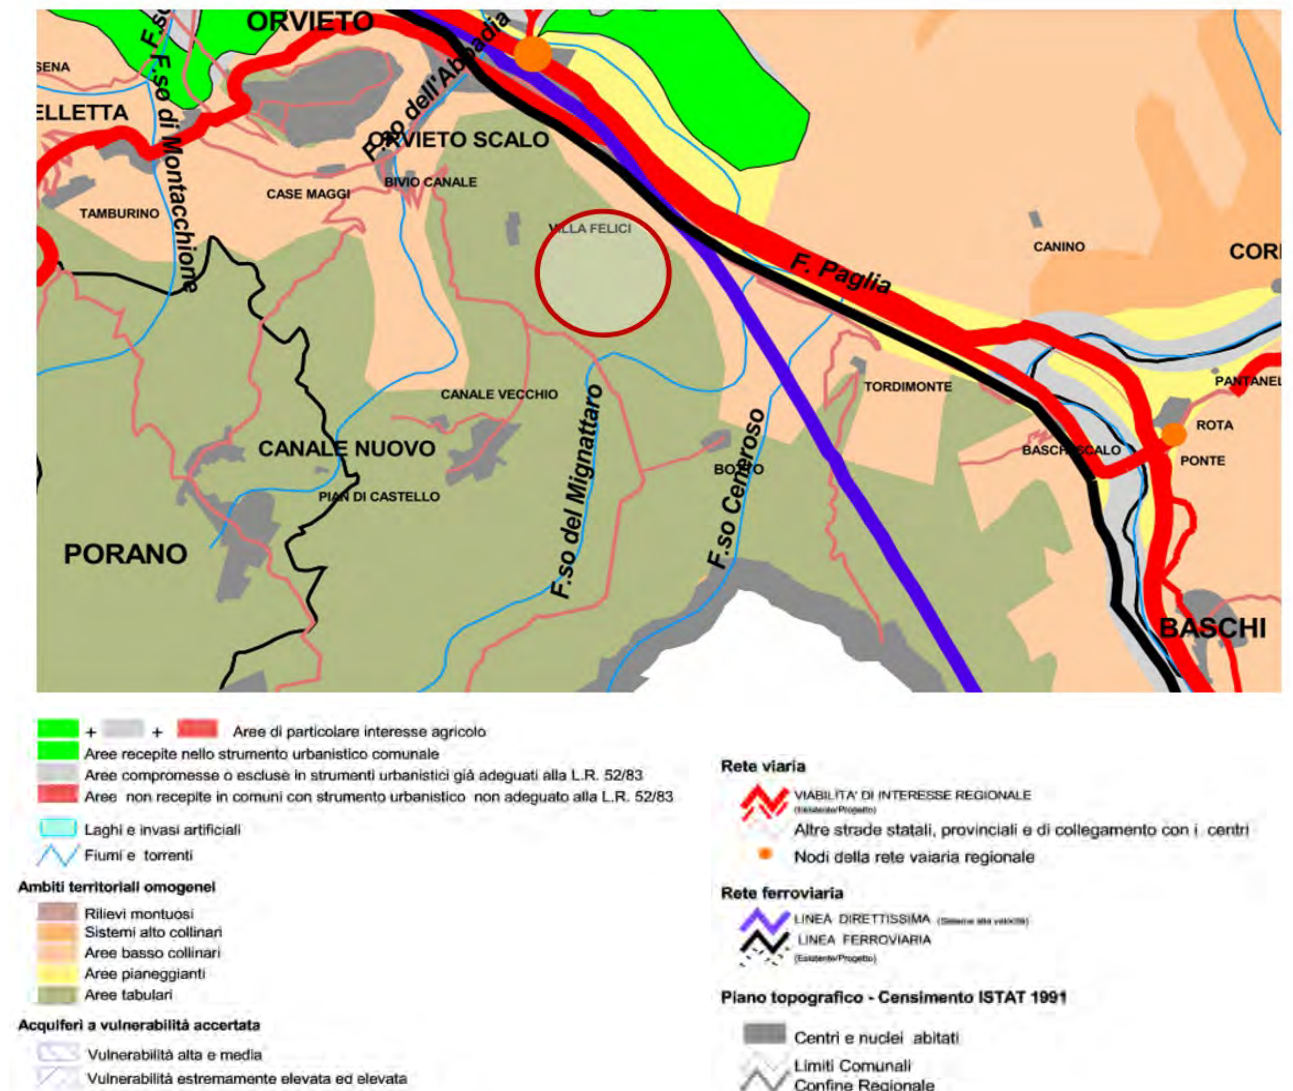 ORVIETO
F.so
F.so di Montacchione
F.so dell'Abbadia
SENA
ELLETTA
ORVIETO SCALO
CASE MAGGI
BIVIO CANALE
TAMBURINO
VILLA FELICI
CANINO
CORI
F. Paglia
CANALE VECCHIO
TORDIMONTE
PANTANEL
ROTA
CANALE NUOVO
BASCHI SCALO
PONTE
F.so del Mignattaro
F.so Ceneroso
PIAN DI CASTELLO
PORANO
BASCHI
+ + Aree di particolare interesse agricolo
Aree recepite nello strumento urbanistico comunale
Aree compromesse o escluse in strumenti urbanistici già adeguati alla L.R. 52/83
Aree non recepite in comuni con strumento urbanistico non adeguato alla L.R. 52/83
Laghi e invasi artificiali
Fiumi e torrenti
Ambiti territoriali omogenei
Rilievi montuosi
Sistemi alto collinari
Aree basso collinari
Aree pianeggianti
Aree tabulari
Acquiferi a vulnerabilità accertata
Vulnerabilità alta e media
Vulnerabilità estremamente elevata ed elevata
Rete viaria
VIABILITA' DI INTERESSE REGIONALE
(Esistente/Progetto)
Altre strade statali, provinciali e di collegamento con i centri
Nodi della rete vaiaria regionale
Rete ferroviaria
LINEA DIRETTISSIMA (Sistema alta velocità)
LINEA FERROVIARIA
(Esistente/Progetto)
Piano topografico - Censimento ISTAT 1991
Centri e nuclei abitati
Limiti Comunali
Confine Regionale